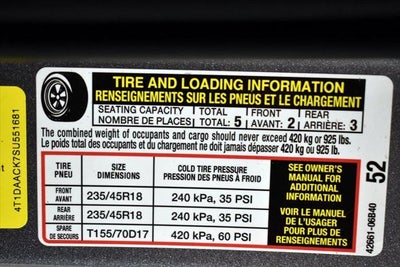 TIRE AND LOADING INFORMATION
RENSEIGNEMENTS SUR LES PNEUS ET LE CHARGEMENT
SEATING CAPACITY TOTAL FRONT REAR
NOMBRE DE PLACES TOTAL: 5 AVANT: 2 ARRIÈRE: 3
The combined weight of occupants and cargo should never exceed 420 kg or 925 lbs.
Le poids total des occupants et du chargement ne doit jamais dépasser 420 kg ou 925 lb.
TIRE SIZE COLD TIRE PRESSURE
PNEU DIMENSIONS PRESSION DES PNEUS À FROID
FRONT
AVANT 235/45R18 240 kPa, 35 PSI
REAR
ARRIÈRE 235/45R18 240 kPa, 35 PSI
SPARE
DE SECOURS T155/70D17 420 kPa, 60 PSI
SEE OWNER'S
MANUAL FOR
ADDITIONAL
INFORMATION
VOIR LE MANUEL
DE L'USAGER
POUR PLUS DE
RENSEIGNEMENTS
52
42661-06B40
4T1DAACK7SU551681